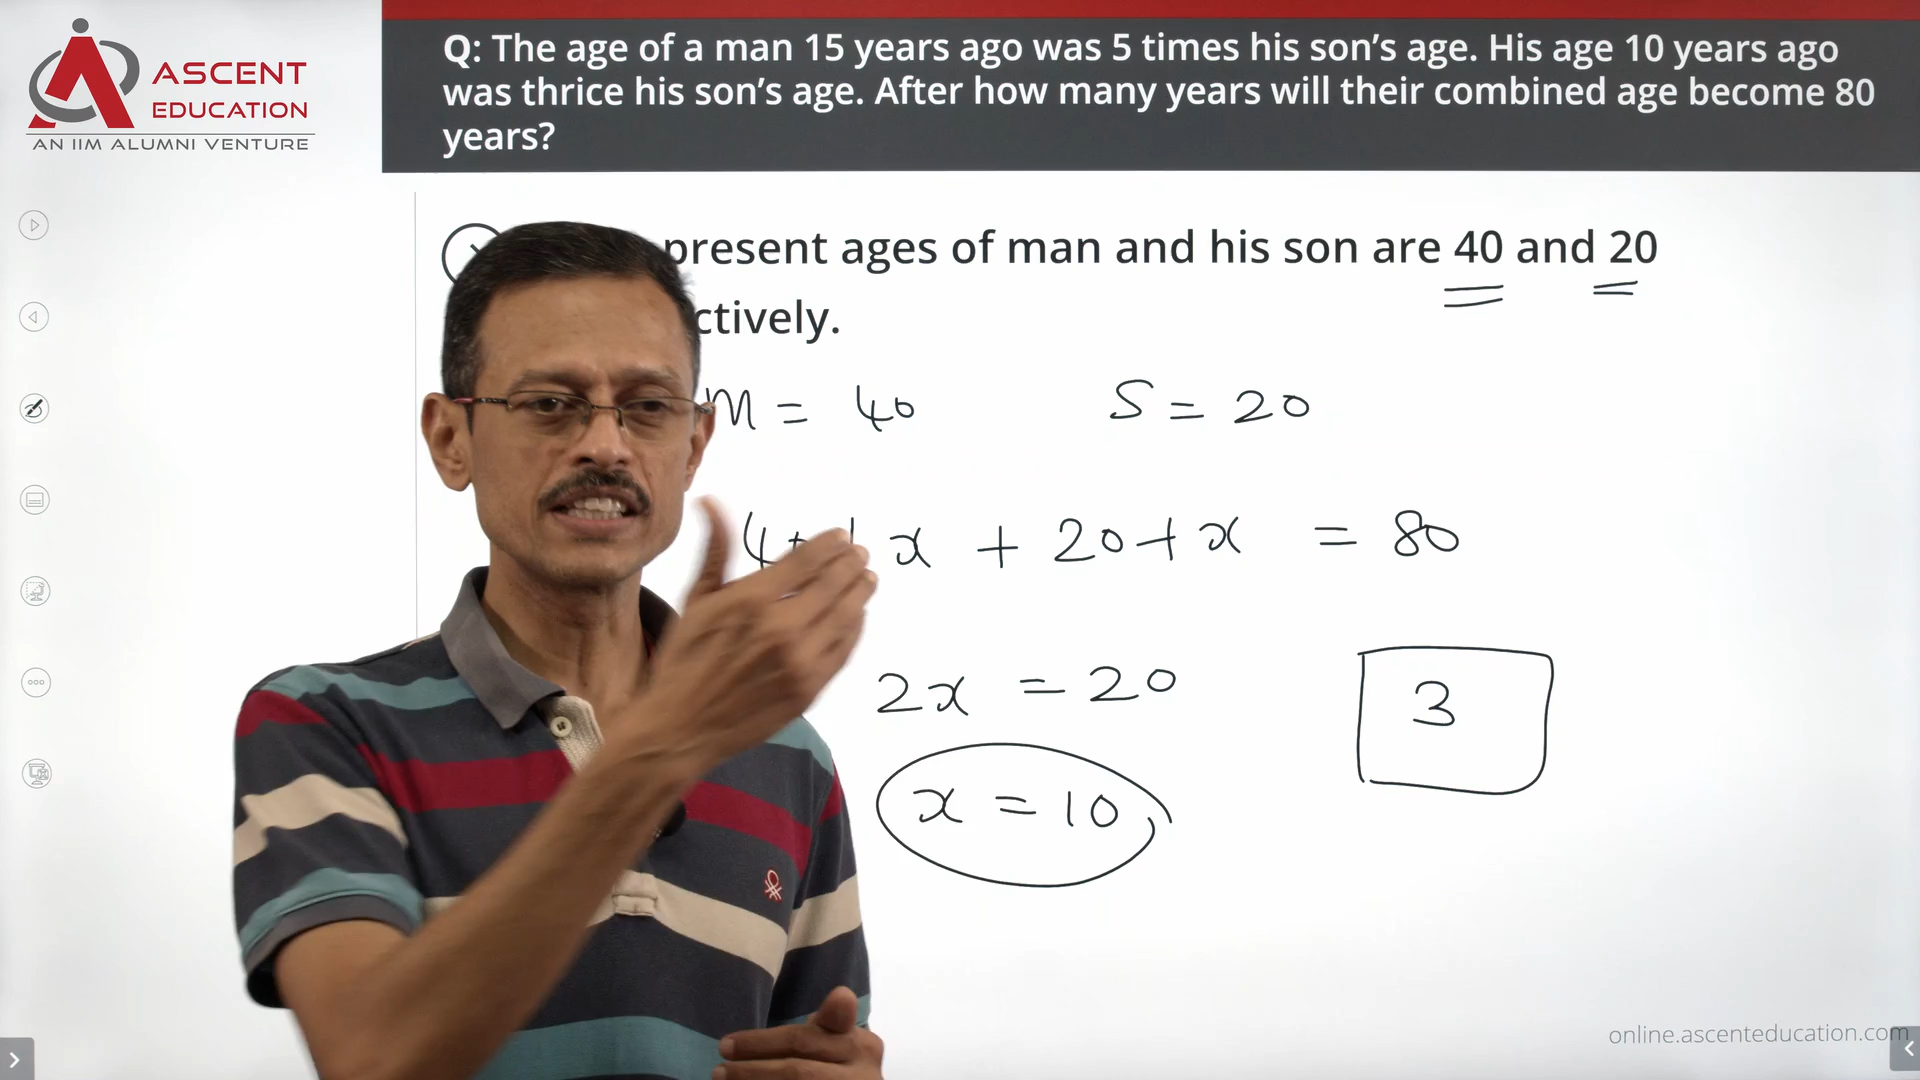 ASCENT
EDUCATION
AN IIM ALUMNI VENTURE
Q: The age of a man 15 years ago was 5 times his son's age. His age 10 years ago
was thrice his son's age. After how many years will their combined age become 80
years?
present ages of man and his son are 40 and 20
ctively.
M = 40 S = 20
40 + x + 20 + x = 80
2x = 20
3
x = 10
online.ascenteducation.com